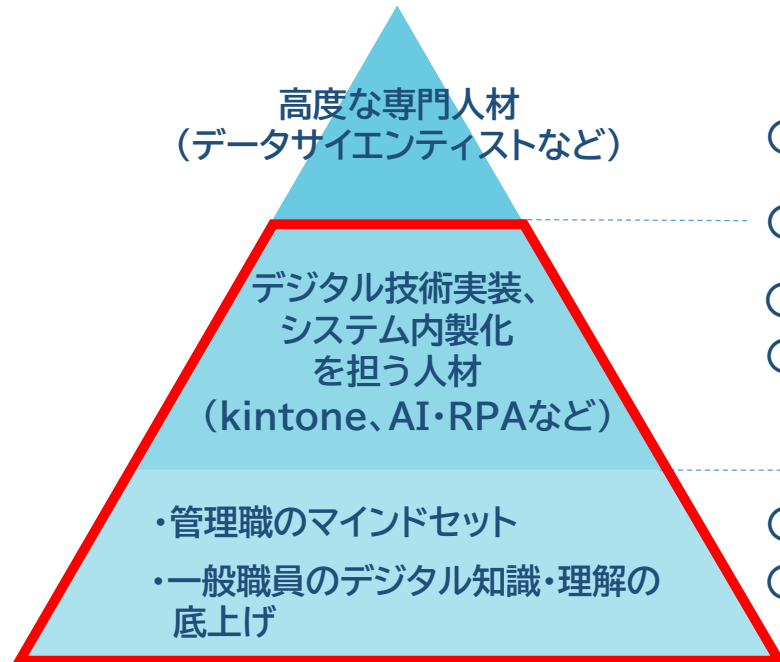 高度な専門人材
（データサイエンティストなど）
デジタル技術実装、
システム内製化
を担う人材
（kintone、AI・RPAなど）
・管理職のマインドセット
・一般職員のデジタル知識・理解の
底上げ